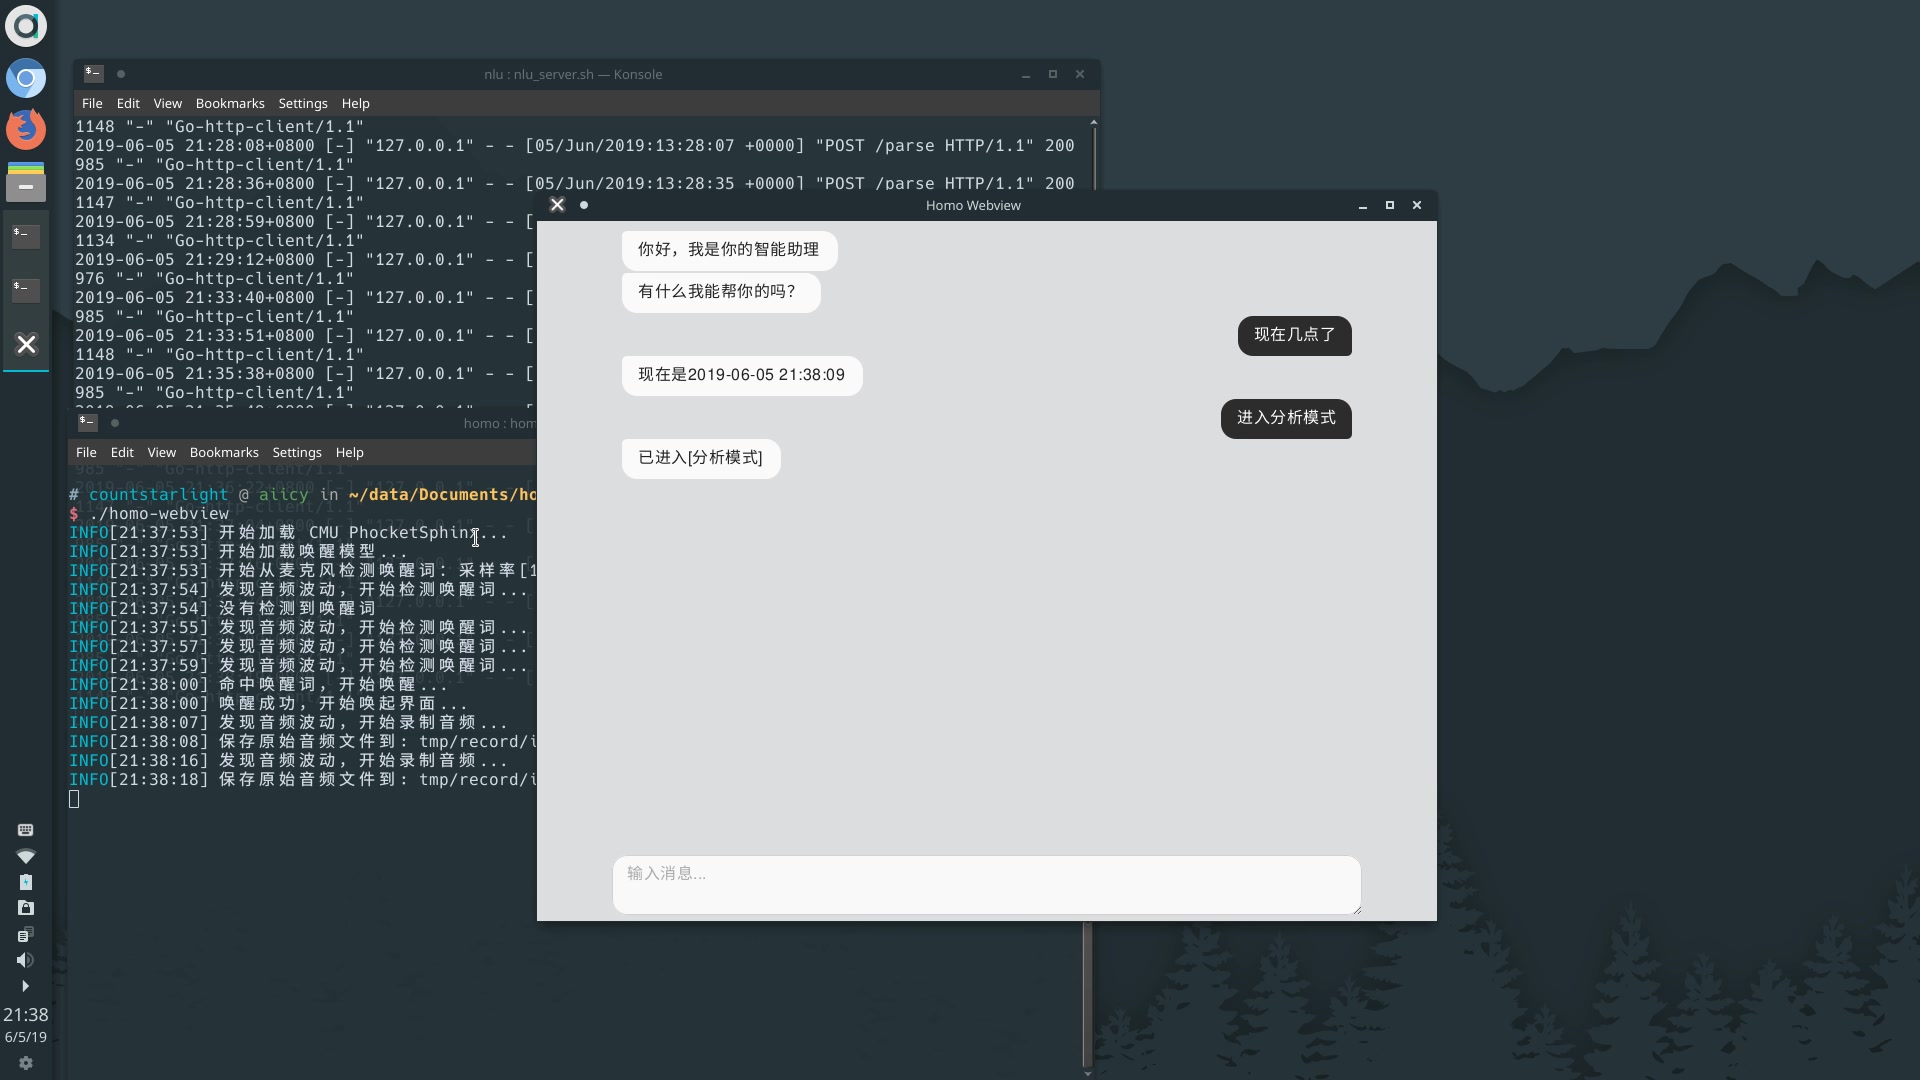 nlu : nlu_server.sh — Konsole
File Edit View Bookmarks Settings Help
1148 "-" "Go-http-client/1.1"
2019-06-05 21:28:08+0800 [-] "127.0.0.1" - - [05/Jun/2019:13:28:07 +0000] "POST /parse HTTP/1.1" 200
985 "-" "Go-http-client/1.1"
2019-06-05 21:28:36+0800 [-] "127.0.0.1" - - [05/Jun/2019:13:28:35 +0000] "POST /parse HTTP/1.1" 200
1147 "-" "Go-http-client/1.1"
2019-06-05 21:28:59+0800 [-] "127.0.0.1" - - [
1134 "-" "Go-http-client/1.1"
2019-06-05 21:29:12+0800 [-] "127.0.0.1" - - [
976 "-" "Go-http-client/1.1"
2019-06-05 21:33:40+0800 [-] "127.0.0.1" - - [
985 "-" "Go-http-client/1.1"
2019-06-05 21:33:51+0800 [-] "127.0.0.1" - - [
1148 "-" "Go-http-client/1.1"
2019-06-05 21:35:38+0800 [-] "127.0.0.1" - - [
985 "-" "Go-http-client/1.1"
homo : hom
File Edit View Bookmarks Settings Help
# countstarlight @ aiicy in ~/data/Documents/ho
$ ./homo-webview
INFO[21:37:53] 开始加载 CMU PhocketSphinx...
INFO[21:37:53] 开始加载唤醒模型...
INFO[21:37:53] 开始从麦克风检测唤醒词: 采样率[1
INFO[21:37:54] 发现音频波动, 开始检测唤醒词...
INFO[21:37:54] 没有检测到唤醒词
INFO[21:37:55] 发现音频波动, 开始检测唤醒词...
INFO[21:37:57] 发现音频波动, 开始检测唤醒词...
INFO[21:37:59] 发现音频波动, 开始检测唤醒词...
INFO[21:38:00] 命中唤醒词, 开始唤醒...
INFO[21:38:00] 唤醒成功, 开始唤起界面...
INFO[21:38:07] 发现音频波动, 开始录制音频...
INFO[21:38:08] 保存原始音频文件到: tmp/record/i
INFO[21:38:16] 发现音频波动, 开始录制音频...
INFO[21:38:18] 保存原始音频文件到: tmp/record/i
Homo Webview
你好，我是你的智能助理
有什么我能帮你的吗?
现在几点了
现在是2019-06-05 21:38:09
进入分析模式
已进入[分析模式]
输入消息...
21:38
6/5/19